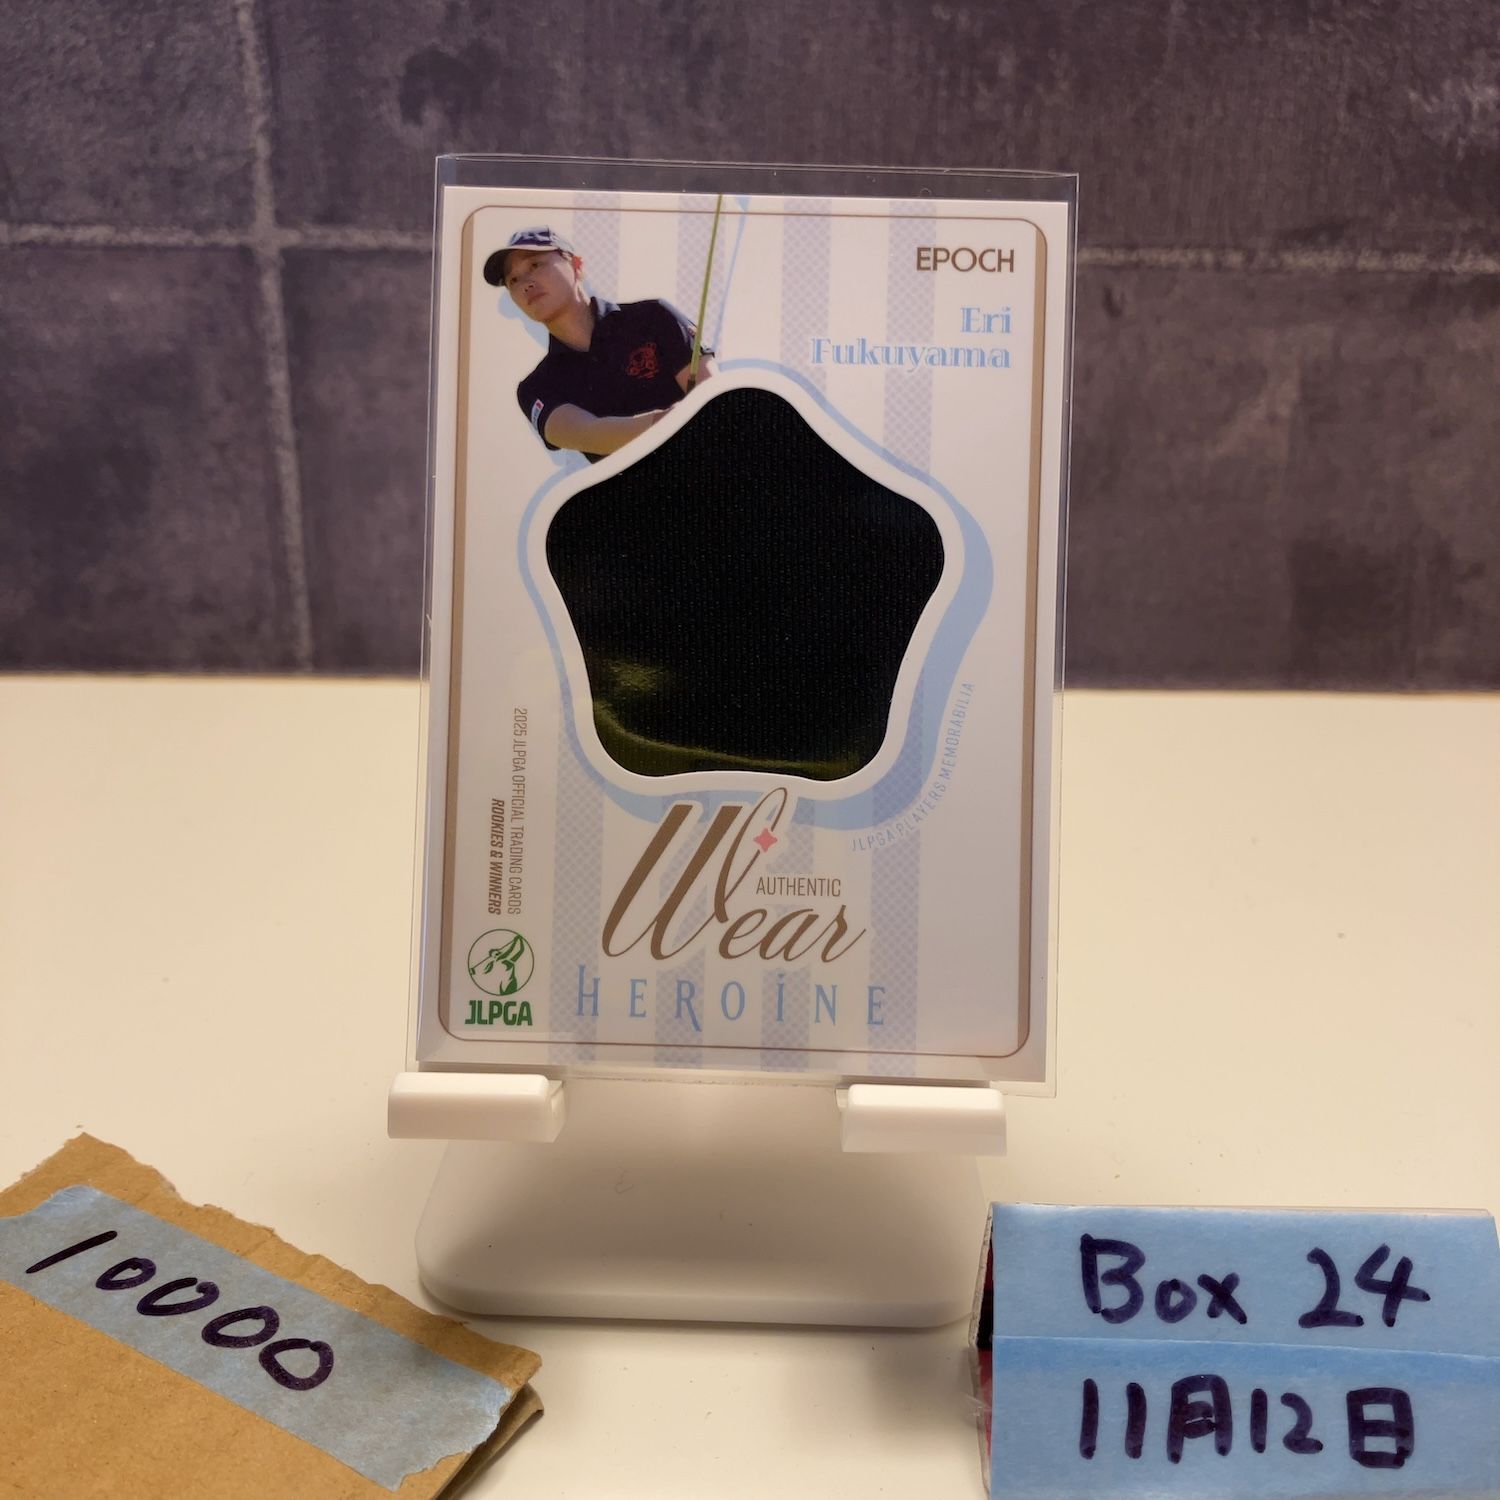 EPOCH
Eri
Fukuyama
JLPGA PLAYERS MEMORABILIA
2025 JLPGA OFFICIAL TRADING CARDS
ROOKIES & WINNERS
AUTHENTIC
Wear
HEROINE
JLPGA
10000
Box 24
11月12日